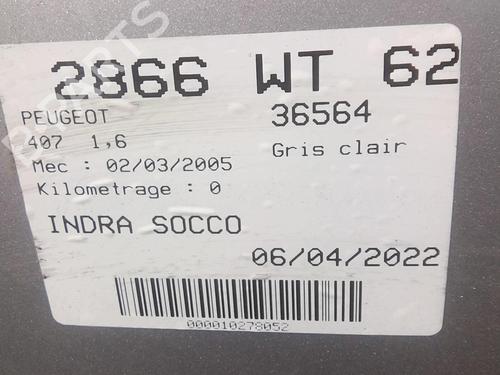 2866 WT 62
PEUGEOT 36564
407 1,6 Gris clair
Mec : 02/03/2005
Kilometrage : 0
INDRA SOCCO
06/04/2022
000010278052